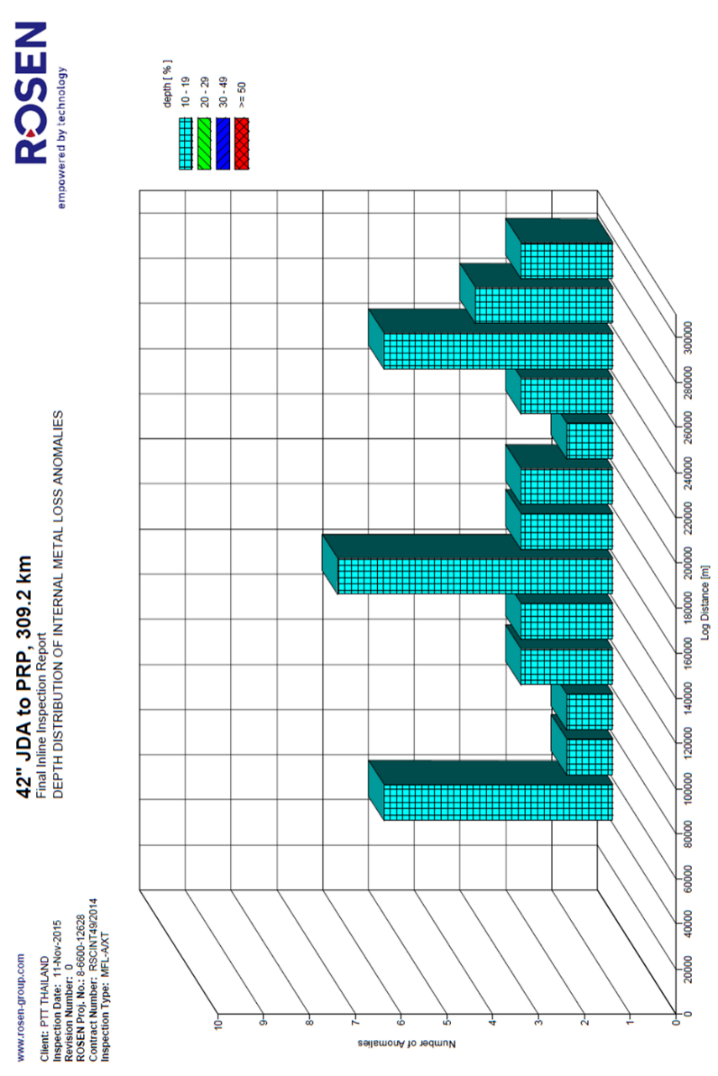 www.rosen-group.com
Client: PTT THAILAND
Inspection Date: 11-Nov-2015
Revision Number: 0
ROSEN Proj. No.: 8-6600-12628
Contract Number: RSCINT49/2014
Inspection Type: MFL-A/XT
42" JDA to PRP, 309.2 km
Final Inline Inspection Report
DEPTH DISTRIBUTION OF INTERNAL METAL LOSS ANOMALIES
ROSEN
empowered by technology
depth [ % ]
10 - 19
20 - 29
30 - 49
>= 50
Number of Anomalies
10
9
8
7
6
5
4
3
2
1
0
0
20000
40000
60000
80000
100000
120000
140000
160000
180000
200000
220000
240000
260000
280000
300000
Log Distance [m]